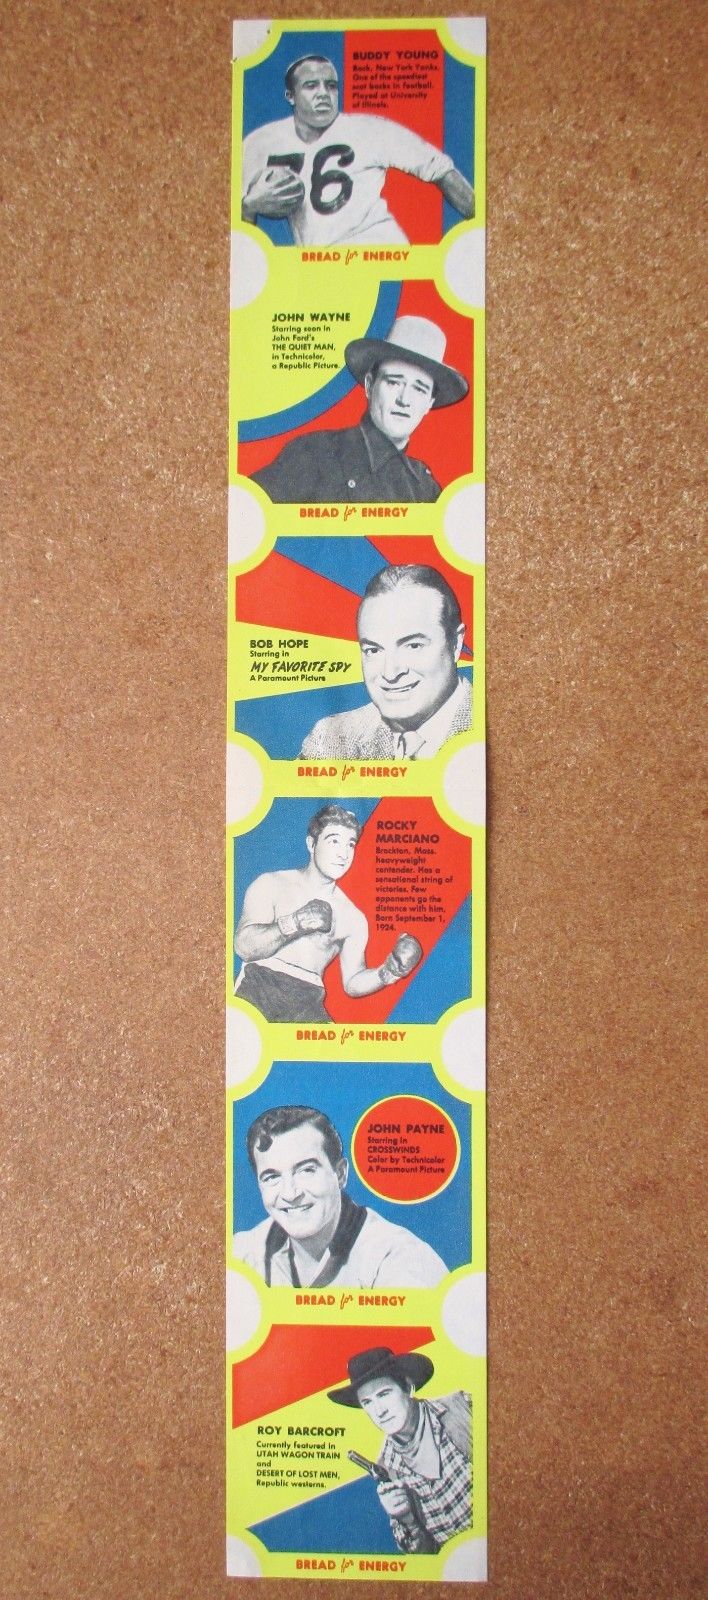 BUDDY YOUNG
Back, New York Yanks.
One of the speediest
scat backs in football.
Played at University
of Illinois.
76
BREAD for ENERGY
JOHN WAYNE
Starring soon in
John Ford's
THE QUIET MAN,
in Technicolor,
a Republic Picture.
BREAD for ENERGY
BOB HOPE
Starring in
MY FAVORITE SPY
A Paramount Picture
BREAD for ENERGY
ROCKY
MARCIANO
Brockton, Mass.
heavyweight
contender. Has a
sensational string of
victories. Few
opponents go the
distance with him.
Born September 1,
1924.
BREAD for ENERGY
JOHN PAYNE
Starring in
CROSSWINDS
Color by Technicolor
A Paramount Picture
BREAD for ENERGY
ROY BARCROFT
Currently featured in
UTAH WAGON TRAIN
and
DESERT OF LOST MEN,
Republic westerns.
BREAD for ENERGY